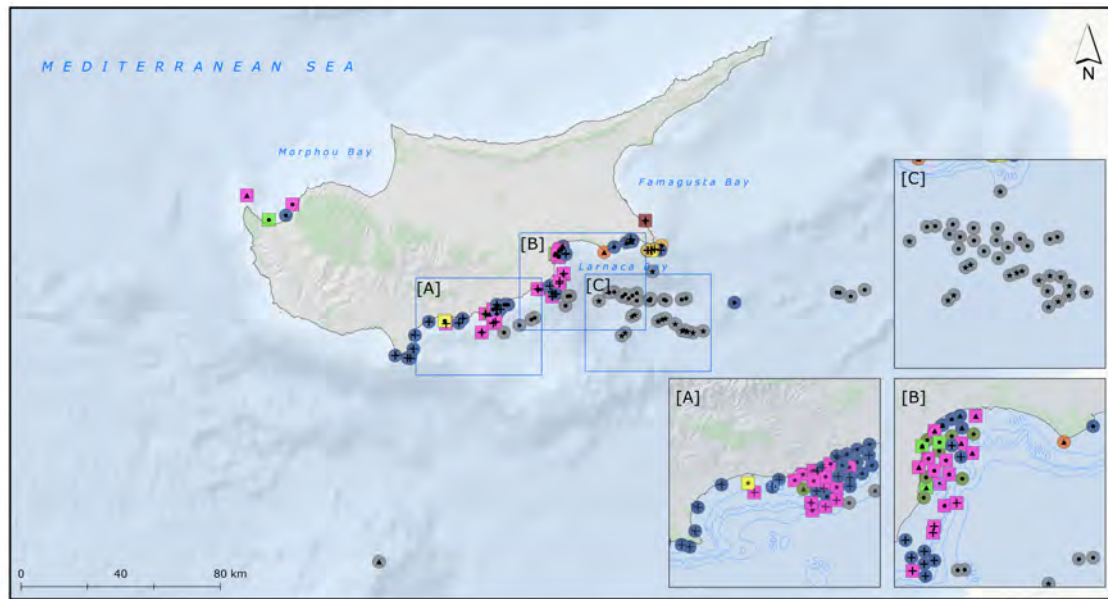 MEDITERRANEAN SEA
N
Morphou Bay
Famagusta Bay
[C]
[B]
Larnaca Bay
[A]
[C]
[A]
[B]
0 40 80 km